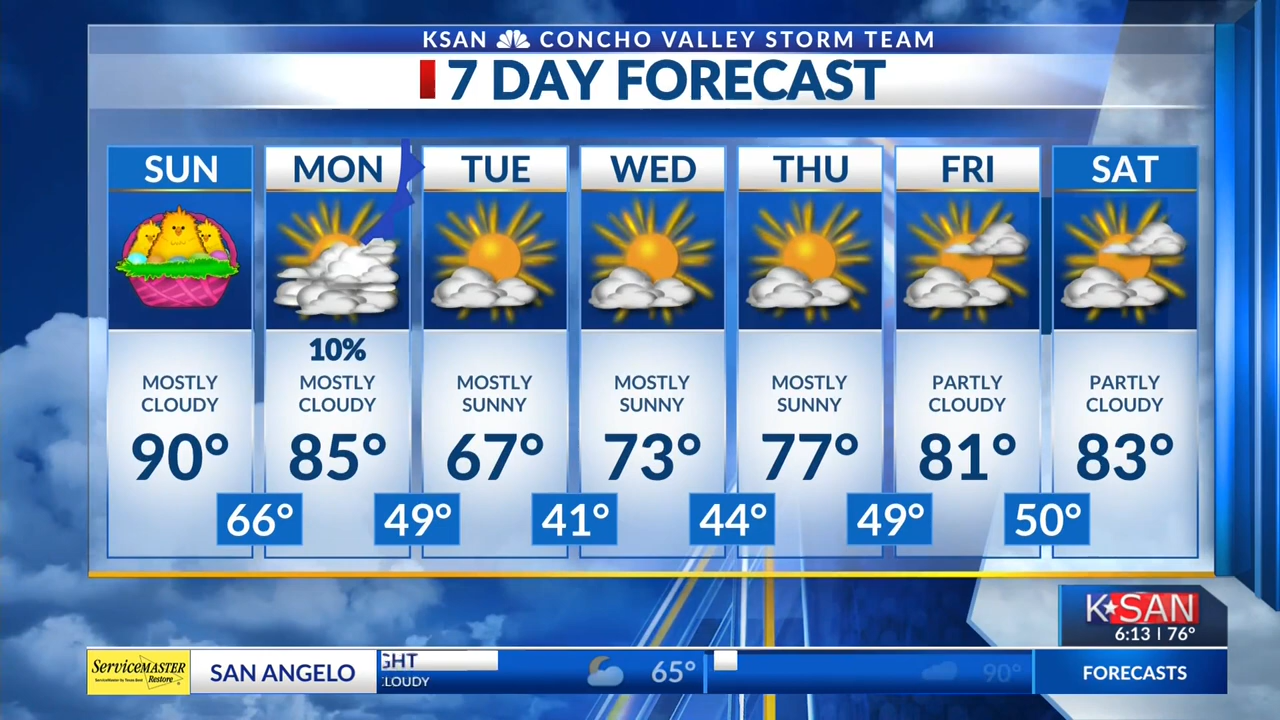 KSAN CONCHO VALLEY STORM TEAM
7 DAY FORECAST
SUN MON TUE WED THU FRI SAT
10%
MOSTLY MOSTLY MOSTLY MOSTLY MOSTLY PARTLY PARTLY
CLOUDY CLOUDY SUNNY SUNNY SUNNY CLOUDY CLOUDY
90° 85° 67° 73° 77° 81° 83°
66° 49° 41° 44° 49° 50°
K★SAN
6:13 | 76°
ServiceMASTER
Restore
SAN ANGELO
GHT
CLOUDY
65°
90°
FORECASTS